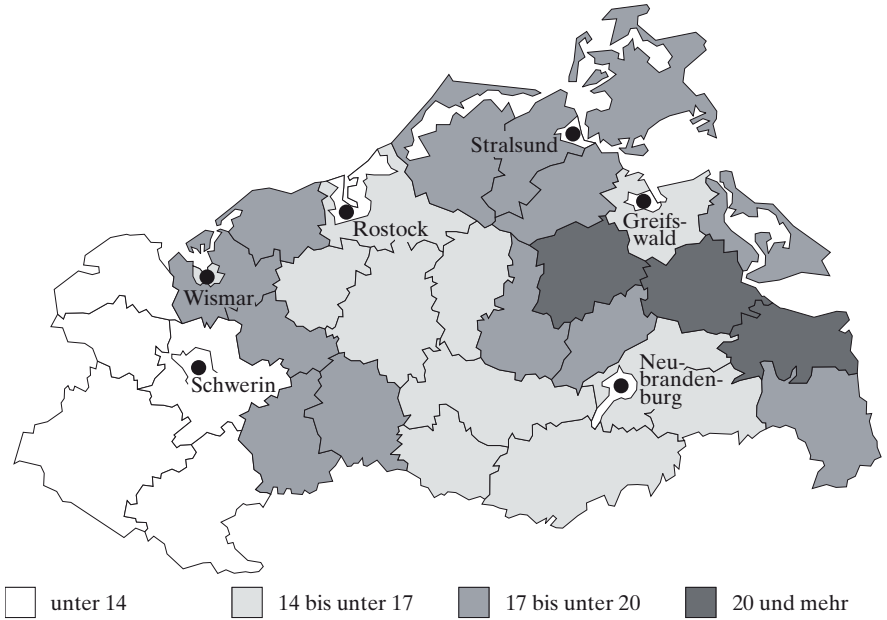 Stralsund
Greifs-
wald
Rostock
Wismar
Schwerin
Neu-
branden-
burg
unter 14
14 bis unter 17
17 bis unter 20
20 und mehr